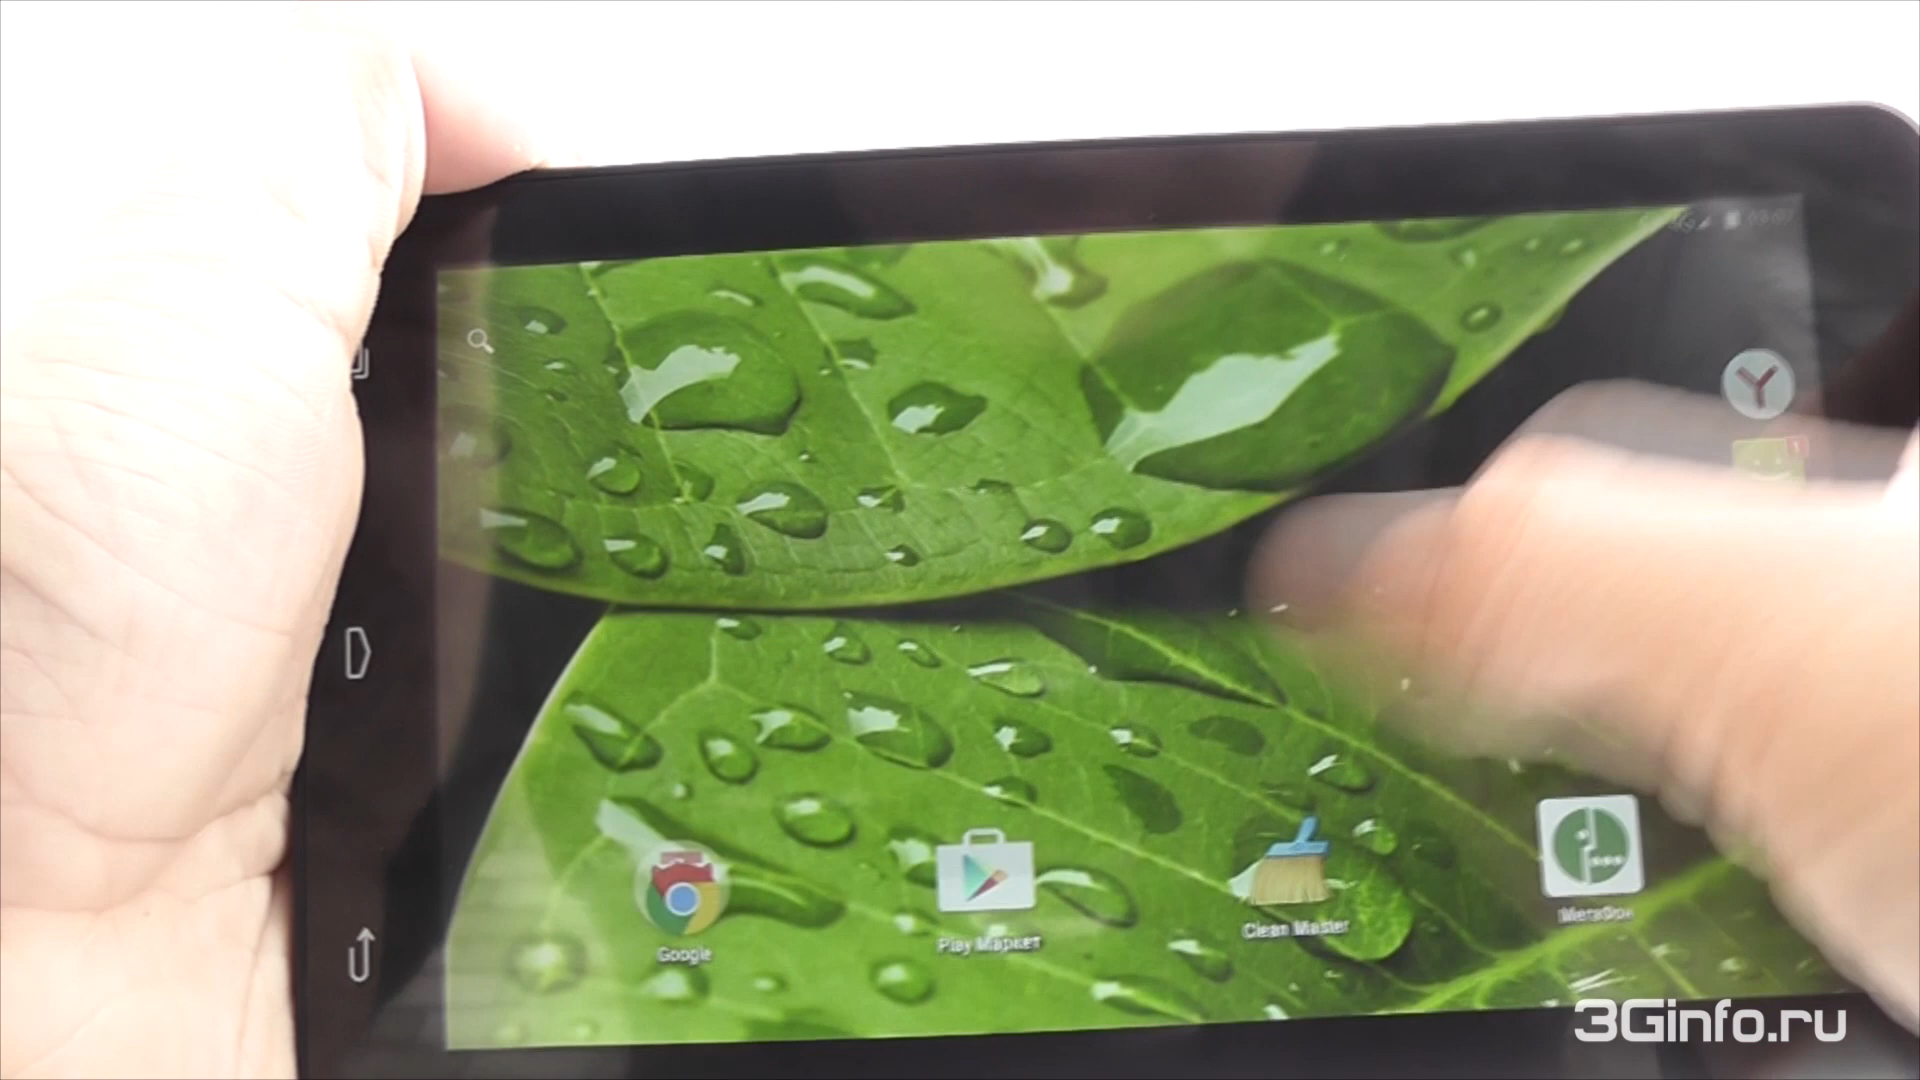 Google
Play Маркет
Clean Master
МегаФон
3Ginfo.ru